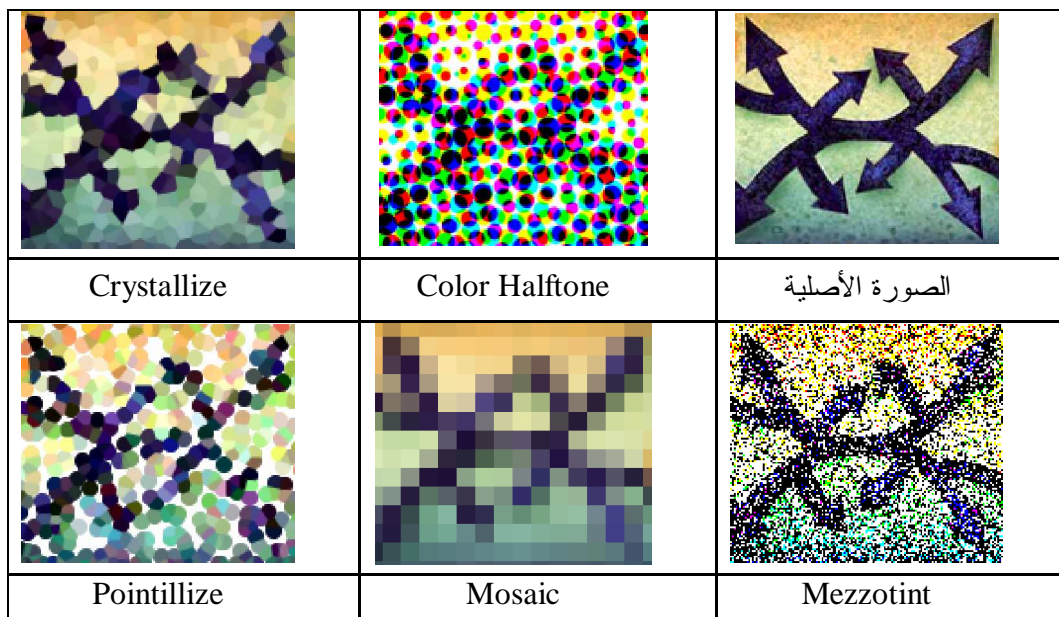 Crystallize
Color Halftone
الصورة الأصلية
Pointillize
Mosaic
Mezzotint